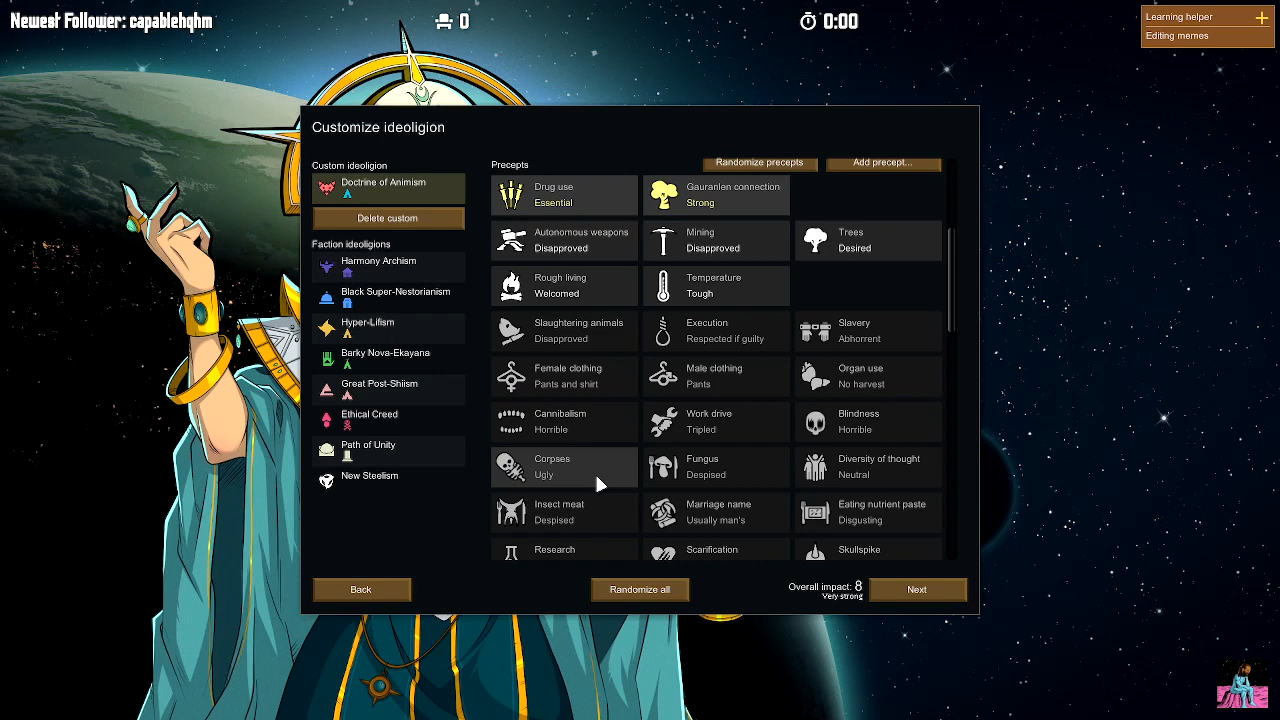 Newest Follower: capablehqhm
0
0:00
Learning helper
Editing memes
Customize ideoligion
Custom ideoligion
Doctrine of Animism
Delete custom
Faction ideoligions
Harmony Archism
Black Super-Nestorianism
Hyper-Lifism
Barky Nova-Ekayana
Great Post-Shiism
Ethical Creed
Path of Unity
New Steelism
Precepts
Randomize precepts
Add precept...
Drug use
Essential
Gauranlen connection
Strong
Autonomous weapons
Disapproved
Mining
Disapproved
Trees
Desired
Rough living
Welcomed
Temperature
Tough
Slaughtering animals
Disapproved
Execution
Respected if guilty
Slavery
Abhorrent
Female clothing
Pants and shirt
Male clothing
Pants
Organ use
No harvest
Cannibalism
Horrible
Work drive
Tripled
Blindness
Horrible
Corpses
Ugly
Fungus
Despised
Diversity of thought
Neutral
Insect meat
Despised
Marriage name
Usually man's
Eating nutrient paste
Disgusting
Research
Scarification
Skullspike
Back
Randomize all
Overall impact: 8
Very strong
Next